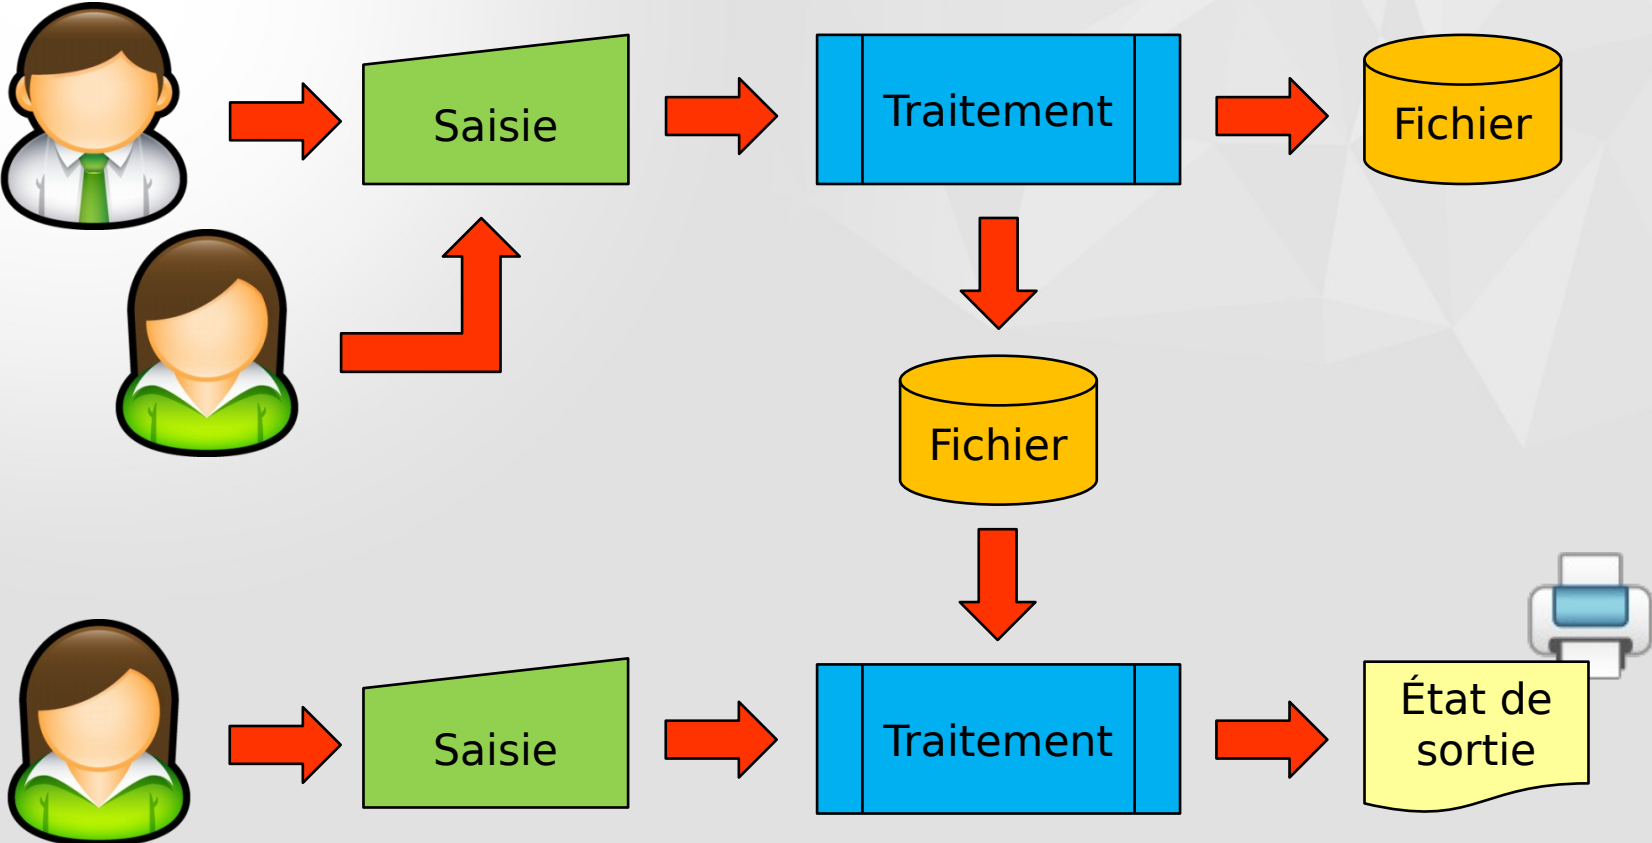 Saisie
Traitement
Fichier
Fichier
Saisie
Traitement
État de
sortie